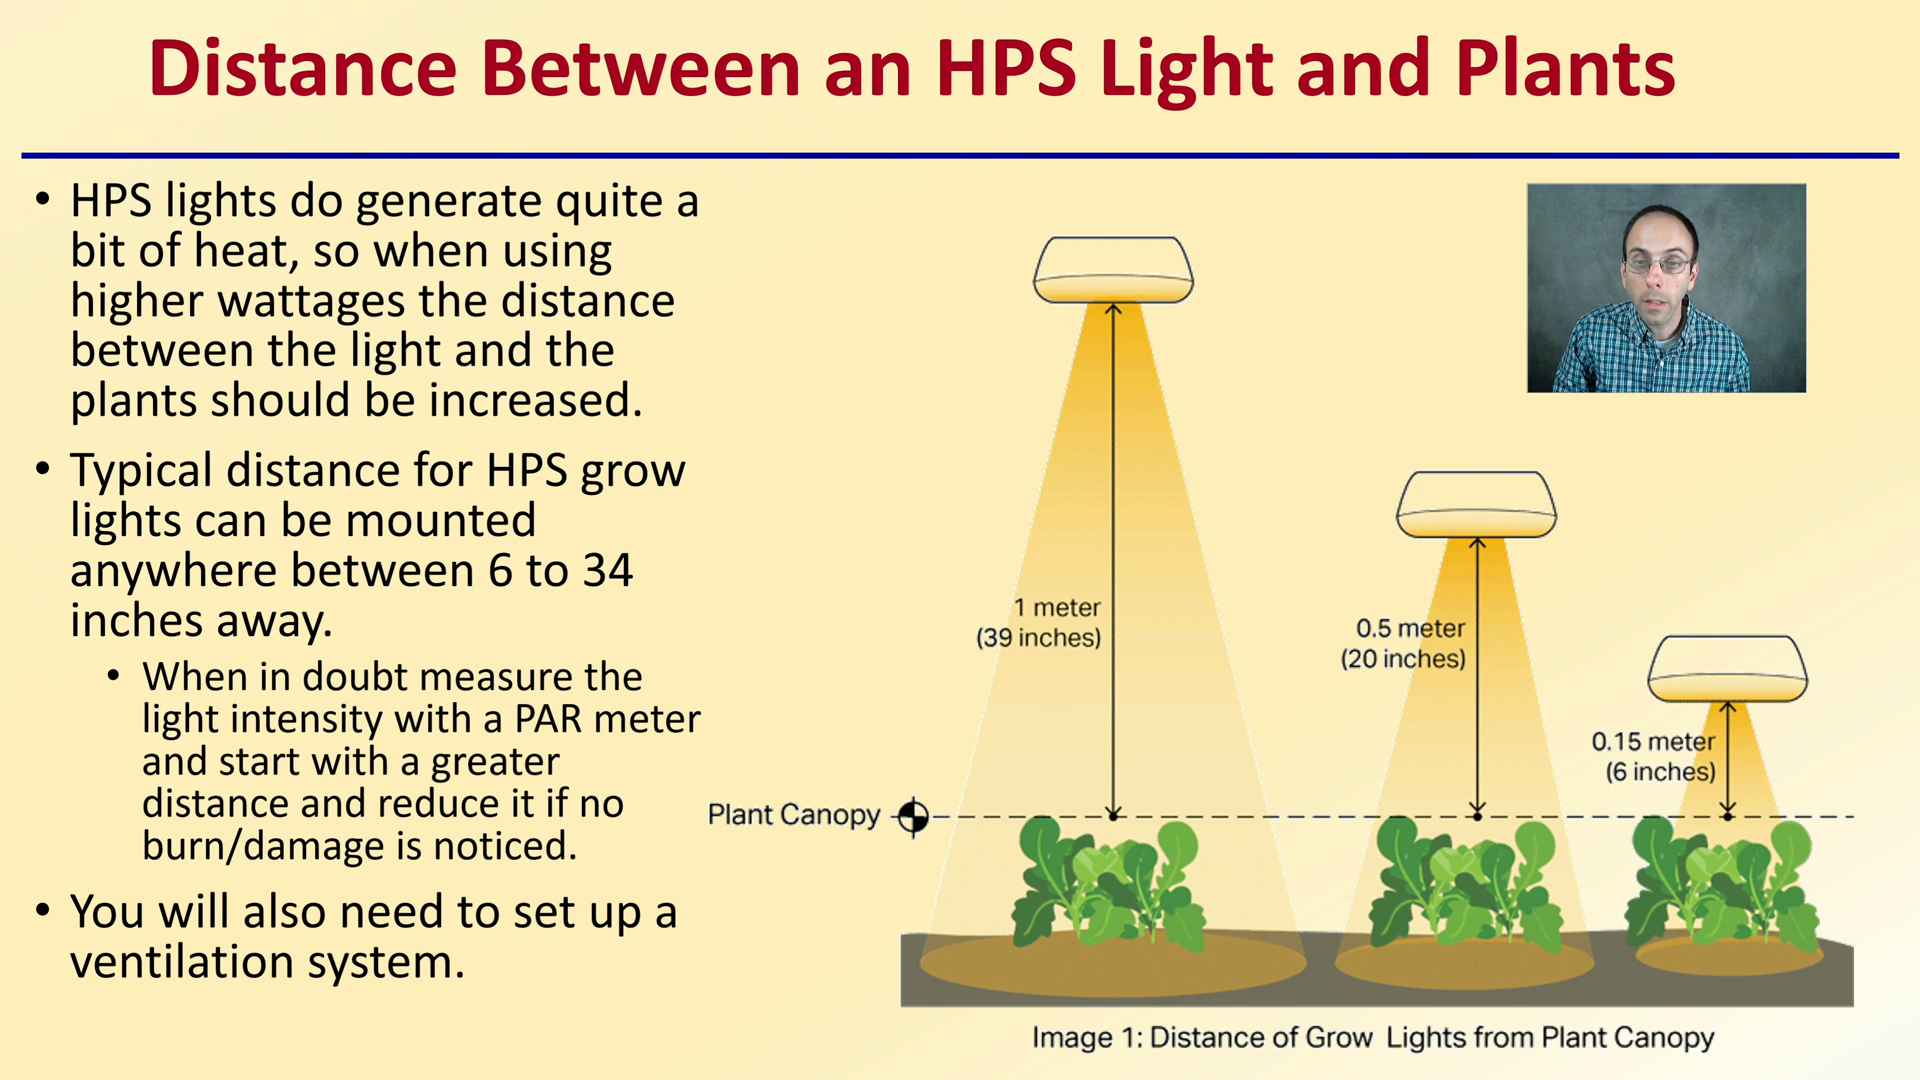 Distance Between an HPS Light and Plants
• HPS lights do generate quite a
bit of heat, so when using
higher wattages the distance
between the light and the
plants should be increased.
• Typical distance for HPS grow
lights can be mounted
anywhere between 6 to 34
inches away.
• When in doubt measure the
light intensity with a PAR meter
and start with a greater
distance and reduce it if no
burn/damage is noticed.
• You will also need to set up a
ventilation system.
1 meter
(39 inches)
0.5 meter
(20 inches)
0.15 meter
(6 inches)
Plant Canopy
Image 1: Distance of Grow Lights from Plant Canopy